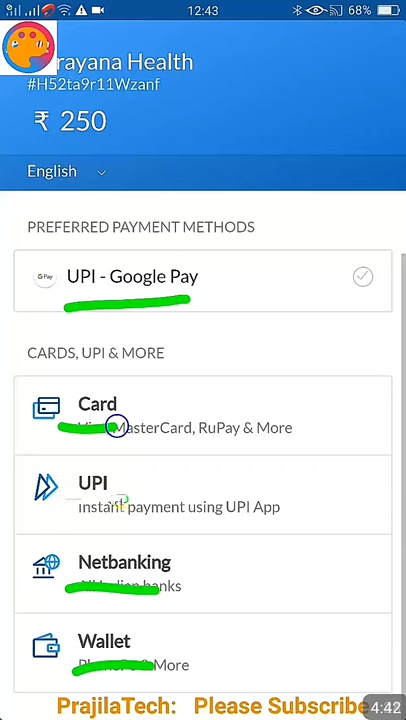 12:43
68%
rayana Health
#H52ta9r11Wzanf
₹ 250
English
PREFERRED PAYMENT METHODS
G Pay UPI - Google Pay
CARDS, UPI & MORE
Card
MasterCard, RuPay & More
UPI
Instant payment using UPI App
Netbanking
banks
Wallet
& More
PrajilaTech: Please Subscribe
4:42